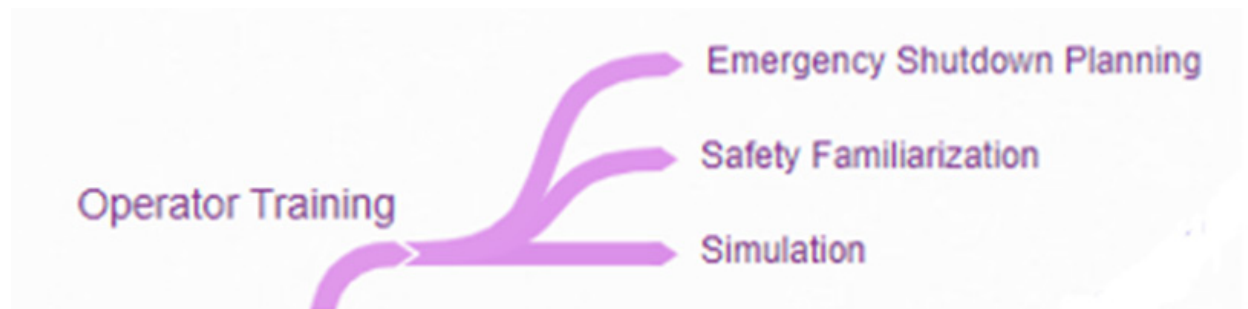 Emergency Shutdown Planning
Safety Familiarization
Operator Training
Simulation